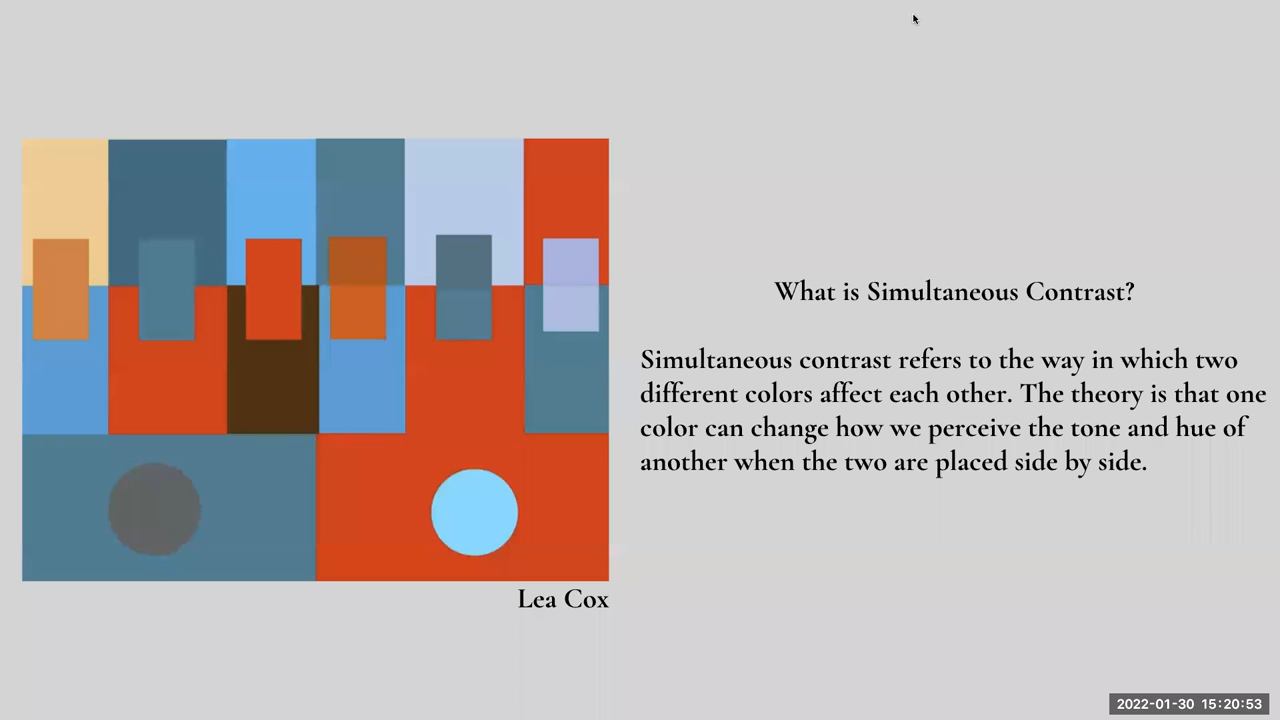 What is Simultaneous Contrast?
Simultaneous contrast refers to the way in which two
different colors affect each other. The theory is that one
color can change how we perceive the tone and hue of
another when the two are placed side by side.
Lea Cox
2022-01-30 15:20:53